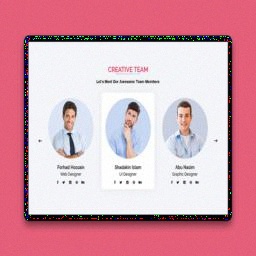 CREATIVE TEAM
Let's Meet Our Awesome Team Members
Farhad Hossain
Web Designer
Shadakin Islam
UI Designer
Abu Nasim
Graphic Designer